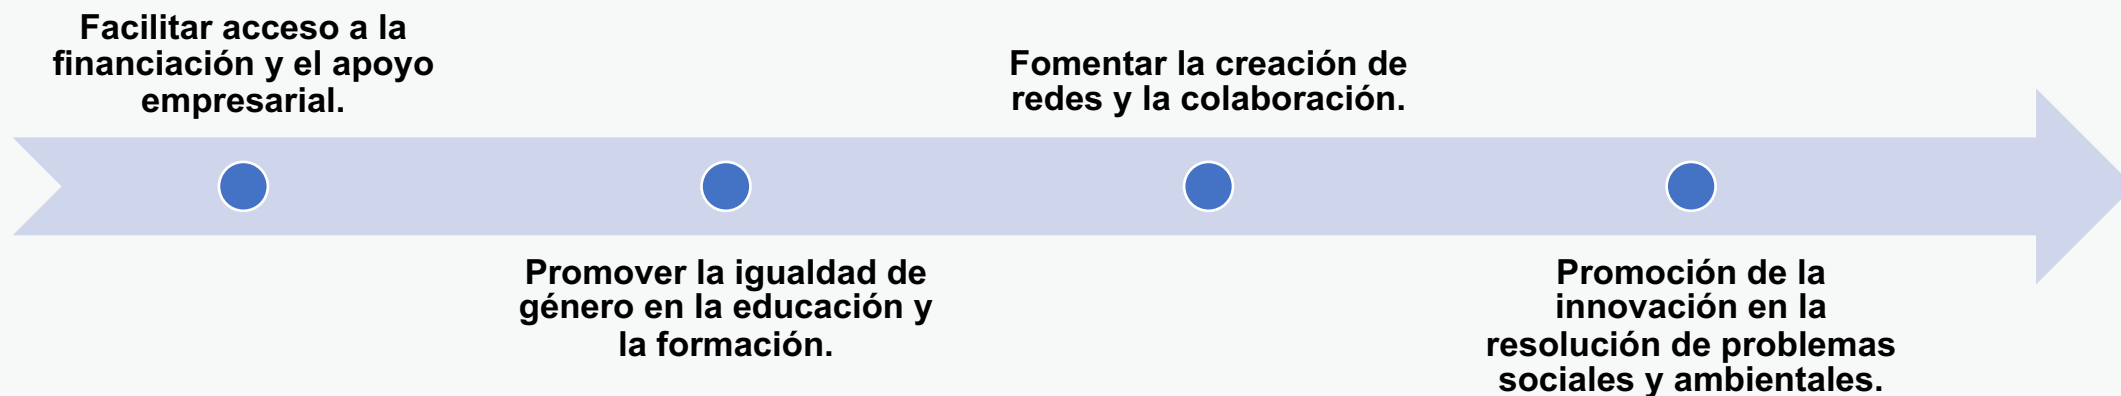 Facilitar acceso a la
financiación y el apoyo
empresarial.
Promover la igualdad de
género en la educación y
la formación.
Fomentar la creación de
redes y la colaboración.
Promoción de la
innovación en la
resolución de problemas
sociales y ambientales.